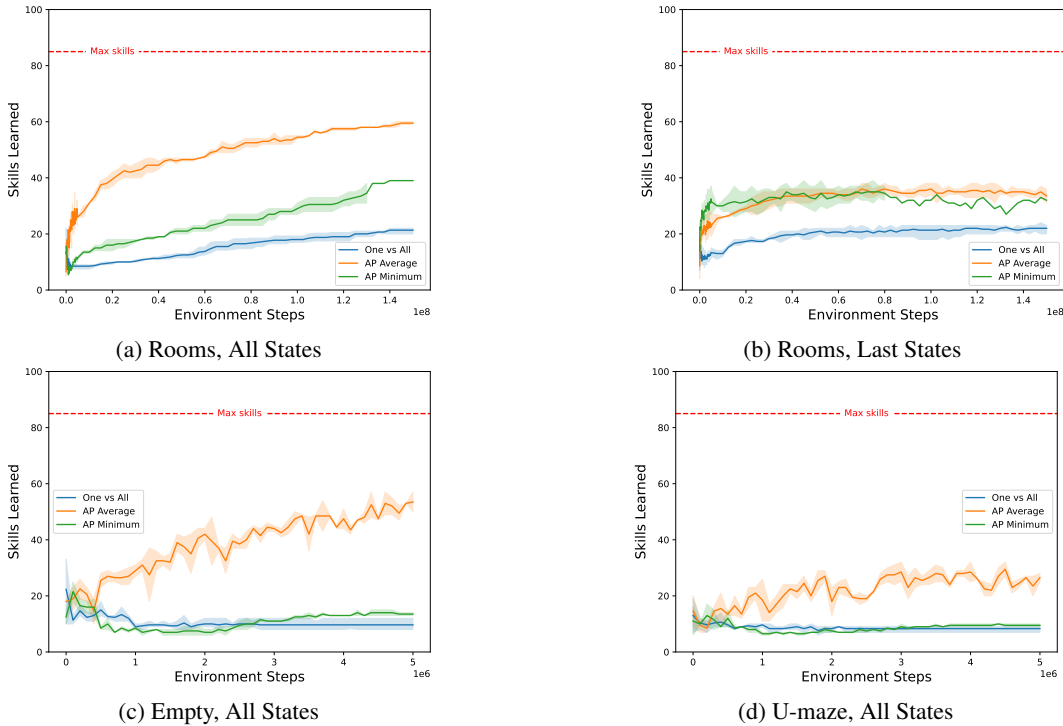 100
80
60
40
20
0
Skills Learned
Max skills
One vs All
AP Average
AP Minimum
0.0 0.2 0.4 0.6 0.8 1.0 1.2 1.4
1e8
Environment Steps
(a) Rooms, All States
100
80
60
40
20
0
Skills Learned
Max skills
One vs All
AP Average
AP Minimum
0.0 0.2 0.4 0.6 0.8 1.0 1.2 1.4
1e8
Environment Steps
(b) Rooms, Last States
100
80
60
40
20
0
Skills Learned
Max skills
One vs All
AP Average
AP Minimum
0 1 2 3 4 5
1e6
Environment Steps
(c) Empty, All States
100
80
60
40
20
0
Skills Learned
Max skills
One vs All
AP Average
AP Minimum
0 1 2 3 4 5
1e6
Environment Steps
(d) U-maze, All States